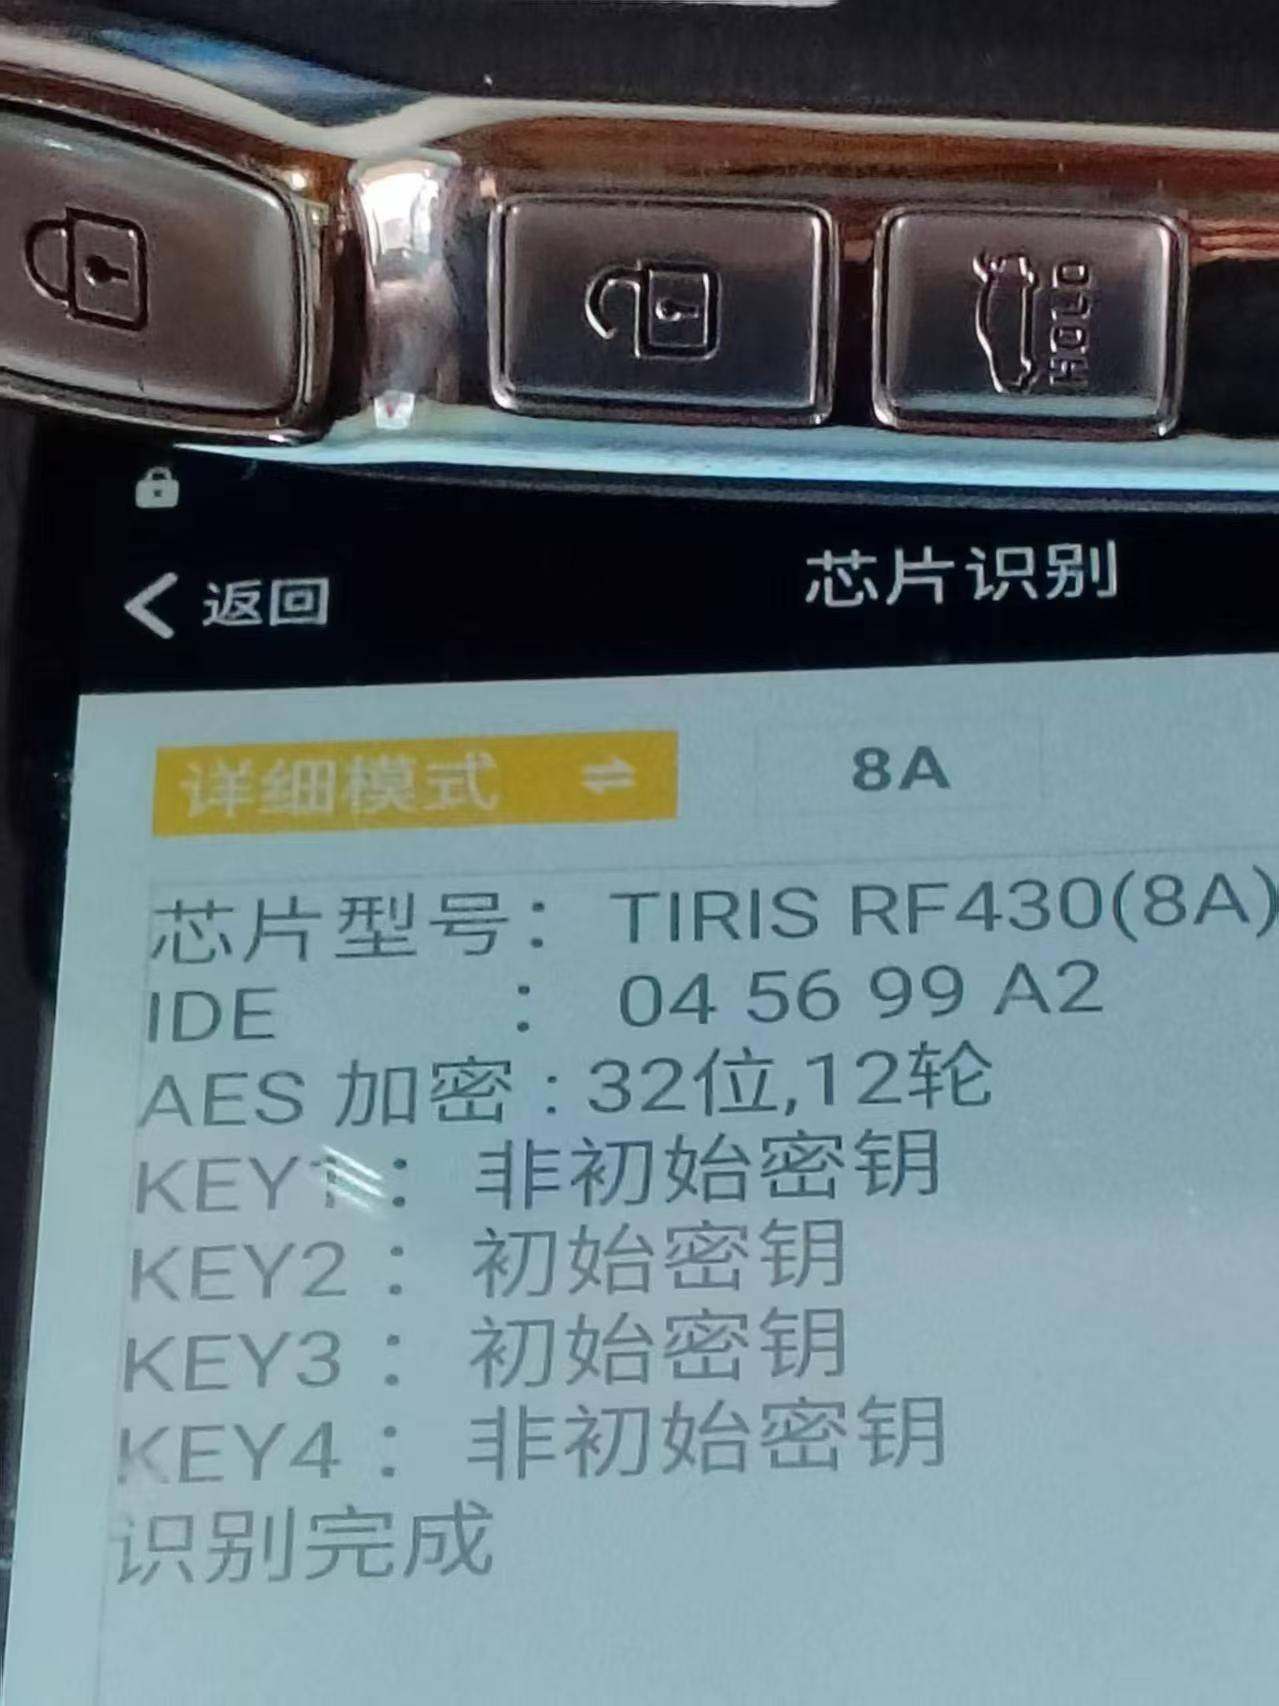 HOLD
返回
芯片识别
详细模式 ⇌
8A
芯片型号： TIRIS RF430(8A)
IDE ： 04 56 99 A2
AES 加密 : 32位,12轮
KEY1 ： 非初始密钥
KEY2 ： 初始密钥
KEY3 ： 初始密钥
KEY4 ： 非初始密钥
识别完成